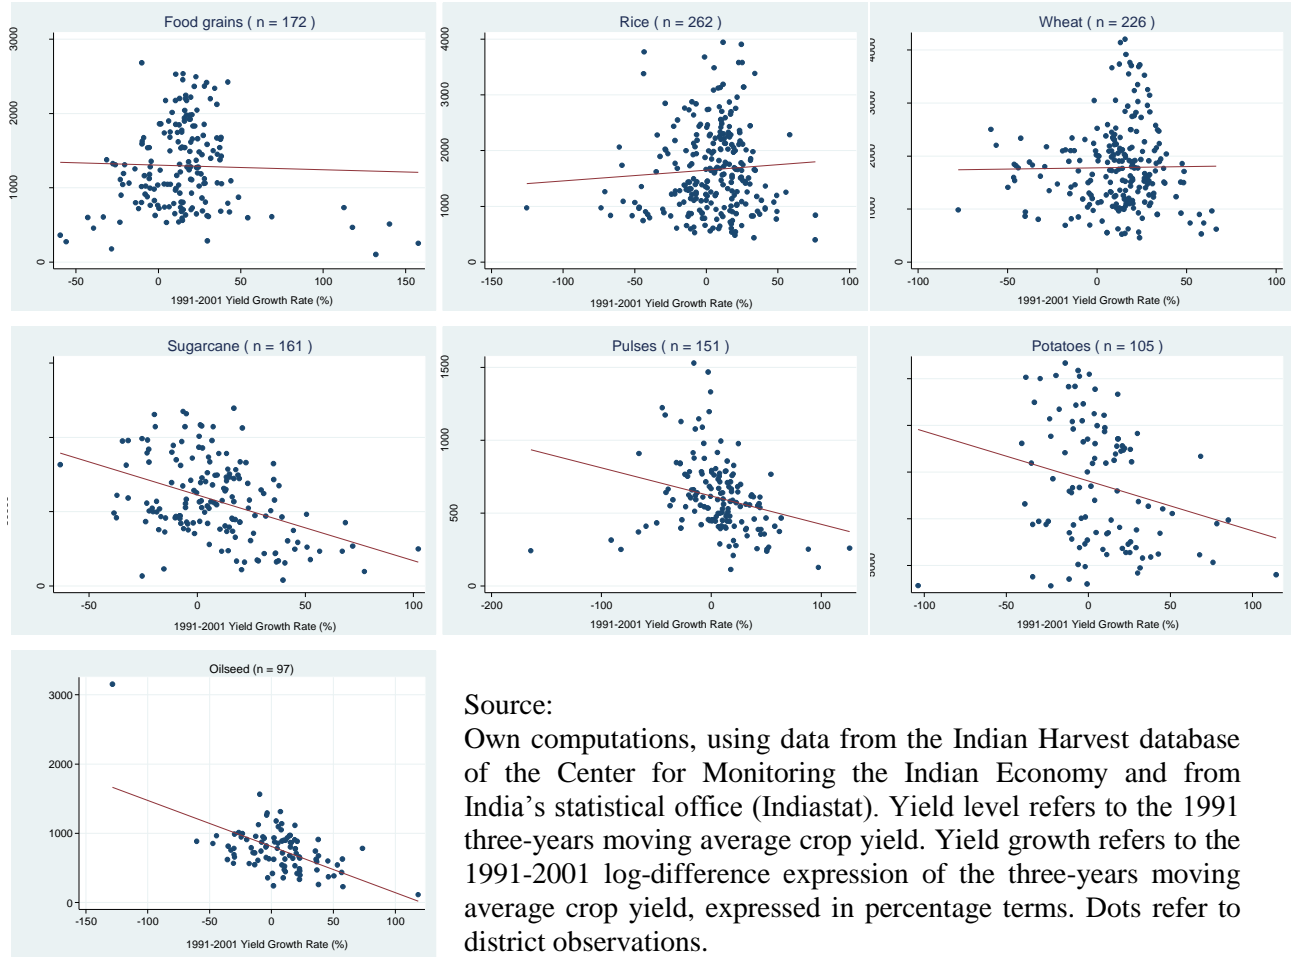 Food grains ( n = 172 )
3000
2000
1000
0
-50 0 50 100 150
1991-2001 Yield Growth Rate (%)
Rice ( n = 262 )
4000
3000
2000
1000
0
-150 -100 -50 0 50 100
1991-2001 Yield Growth Rate (%)
Wheat ( n = 226 )
4000
3000
2000
1000
0
-100 -50 0 50 100
1991-2001 Yield Growth Rate (%)
Sugarcane ( n = 161 )
0
-50 0 50 100
1991-2001 Yield Growth Rate (%)
Pulses ( n = 151 )
1500
1000
500
0
-200 -100 0 100
1991-2001 Yield Growth Rate (%)
Potatoes ( n = 105 )
-100 -50 0 50 100
1991-2001 Yield Growth Rate (%)
Oilseed (n = 97)
3000
2000
1000
0
-150 -100 -50 0 50 100
1991-2001 Yield Growth Rate (%)
Source:
Own computations, using data from the Indian Harvest database
of the Center for Monitoring the Indian Economy and from
India's statistical office (Indiastat). Yield level refers to the 1991
three-years moving average crop yield. Yield growth refers to the
1991-2001 log-difference expression of the three-years moving
average crop yield, expressed in percentage terms. Dots refer to
district observations.